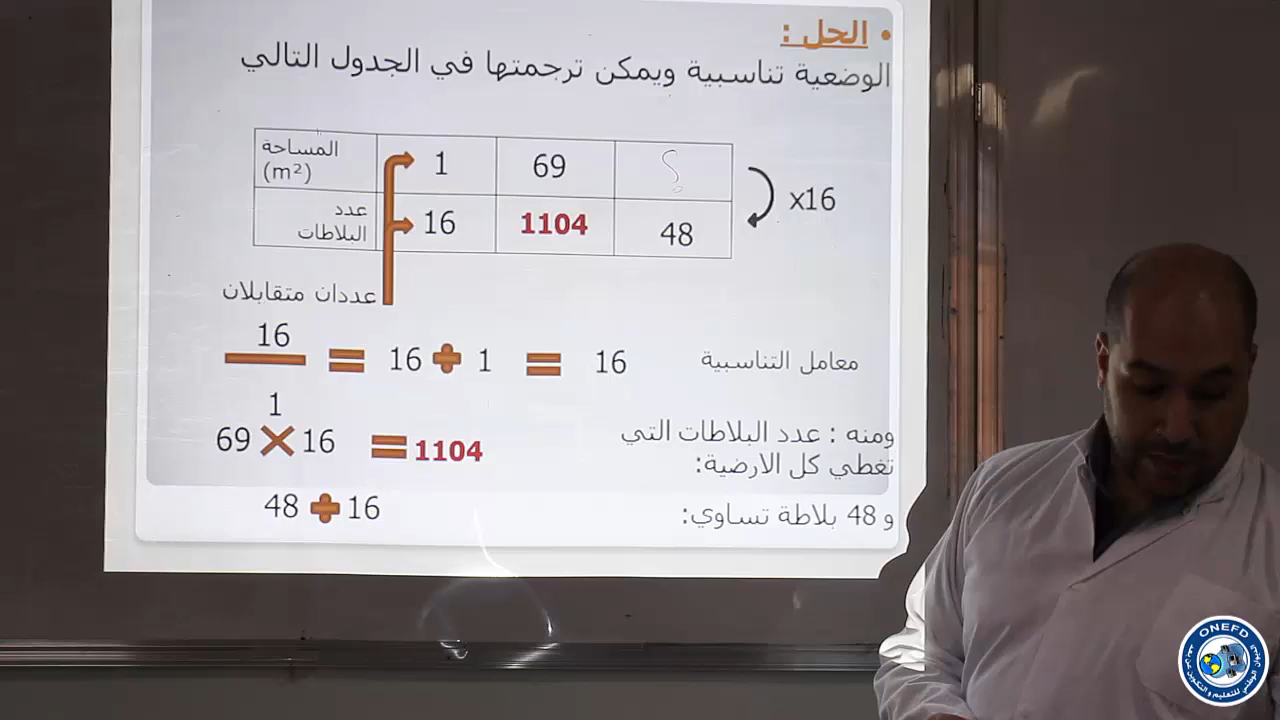 • الحل :
الوضعية تناسبية ويمكن ترجمتها في الجدول التالي
المساحة (m²) 1 69 ؟
عدد البلاطات 16 1104 48
x16
عددان متقابلان
16/1 = 16 ÷ 1 = 16 معامل التناسبية
ومنه : عدد البلاطات التي
تغطي كل الارضية:
69 × 16 = 1104
و 48 بلاطة تساوي:
48 ÷ 16
ONEFD